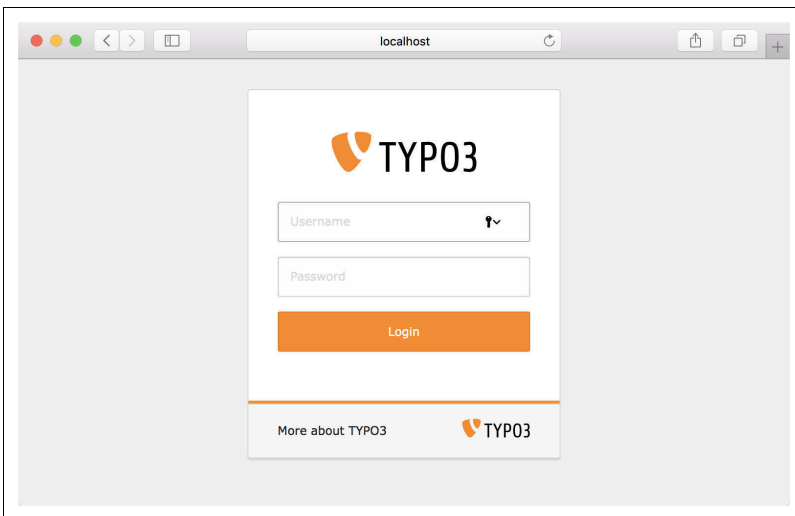 localhost
TYPO3
Username
Password
Login
More about TYPO3
TYPO3